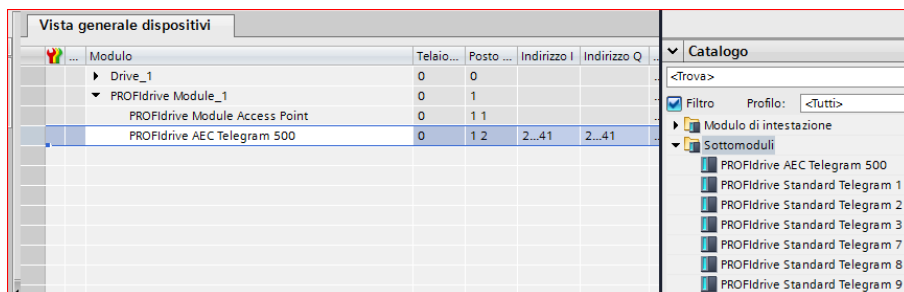 Vista generale dispositivi
... Modulo Telaio... Posto ... Indirizzo I Indirizzo Q ...
Drive_1 0 0 ...
PROFIdrive Module_1 0 1 ...
PROFIdrive Module Access Point 0 1 1 ...
PROFIdrive AEC Telegram 500 0 1 2 2...41 2...41 ...
Catalogo
<Trova>
Filtro Profilo: <Tutti>
Modulo di intestazione
Sottomoduli
PROFIdrive AEC Telegram 500
PROFIdrive Standard Telegram 1
PROFIdrive Standard Telegram 2
PROFIdrive Standard Telegram 3
PROFIdrive Standard Telegram 7
PROFIdrive Standard Telegram 8
PROFIdrive Standard Telegram 9